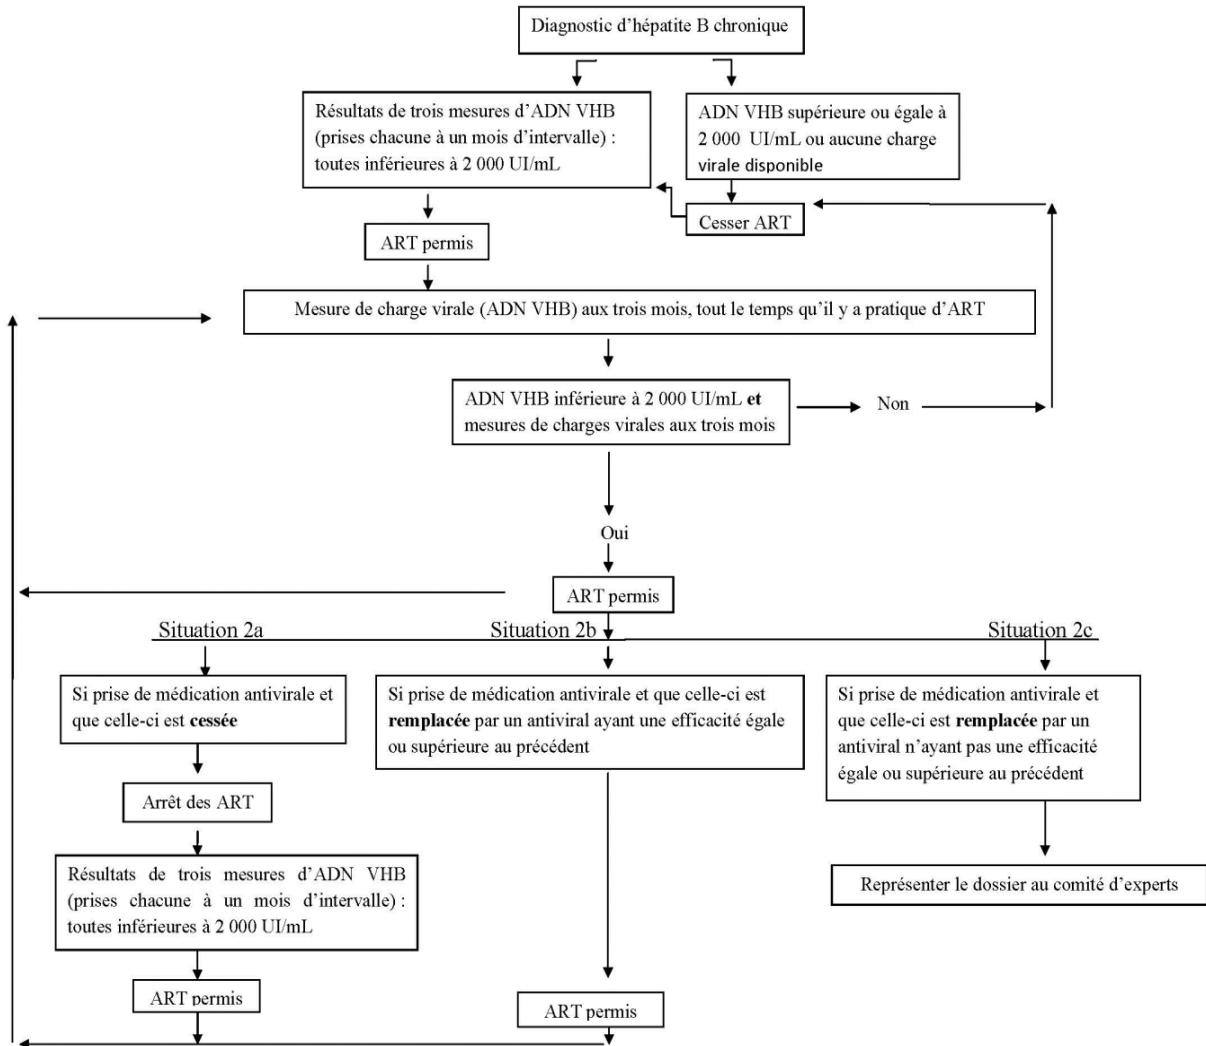 Diagnostic d'hépatite B chronique
Résultats de trois mesures d'ADN VHB
(prises chacune à un mois d'intervalle) :
toutes inférieures à 2 000 UI/mL
ADN VHB supérieure ou égale à
2 000 UI/mL ou aucune charge
virale disponible
Cesser ART
ART permis
Mesure de charge virale (ADN VHB) aux trois mois, tout le temps qu'il y a pratique d'ART
ADN VHB inférieure à 2 000 UI/mL et
mesures de charges virales aux trois mois
Non
Oui
ART permis
Situation 2a
Situation 2b
Situation 2c
Si prise de médication antivirale et
que celle-ci est cessée
Si prise de médication antivirale et que celle-ci est
remplacée par un antiviral ayant une efficacité égale
ou supérieure au précédent
Si prise de médication antivirale et
que celle-ci est remplacée par un
antiviral n'ayant pas une efficacité
égale ou supérieure au précédent
Arrêt des ART
Résultats de trois mesures d'ADN VHB
(prises chacune à un mois d'intervalle) :
toutes inférieures à 2 000 UI/mL
Représenter le dossier au comité d'experts
ART permis
ART permis